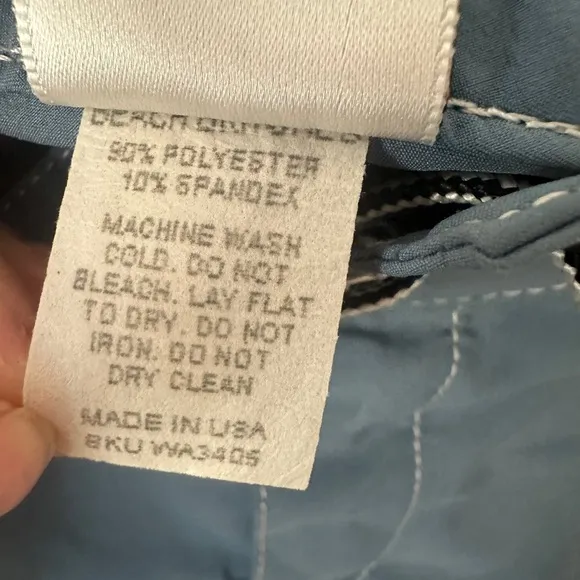 BEACH
90% POLYESTER
10% SPANDEX
MACHINE WASH
COLD. DO NOT
BLEACH. LAY FLAT
TO DRY. DO NOT
IRON. DO NOT
DRY CLEAN
MADE IN USA
SKU WA3405